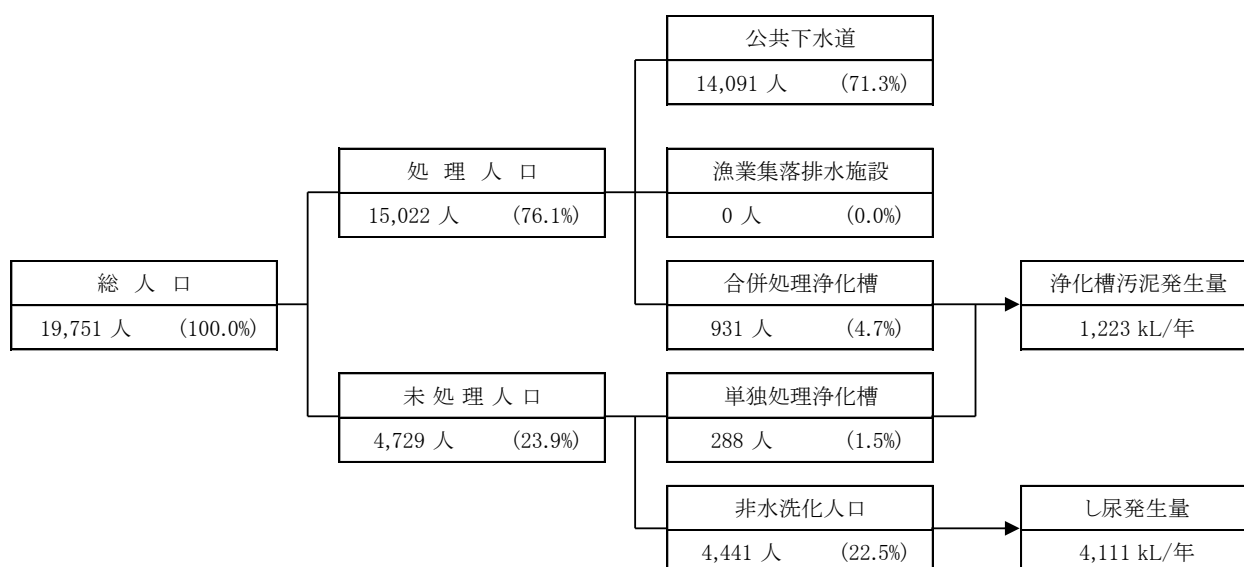 公共下水道
14,091 人 (71.3%)
処理人口
15,022 人 (76.1%)
漁業集落排水施設
0 人 (0.0%)
総人口
19,751 人 (100.0%)
合併処理浄化槽
931 人 (4.7%)
浄化槽汚泥発生量
1,223 kL/年
未処理人口
4,729 人 (23.9%)
単独処理浄化槽
288 人 (1.5%)
非水洗化人口
4,441 人 (22.5%)
し尿発生量
4,111 kL/年